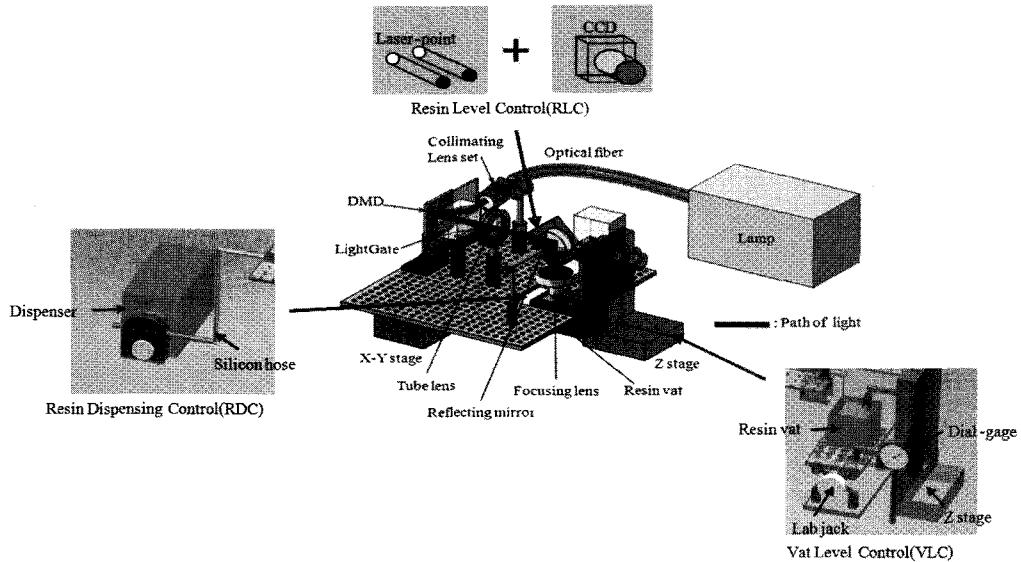 Laser-point
CCD
Resin Level Control(RLC)
Collimating
Lens set
Optical fiber
DMD
LightGate
Lamp
Dispenser
Silicon hose
Resin Dispensing Control(RDC)
: Path of light
X-Y stage
Z stage
Tube lens
Focusing lens
Resin vat
Reflecting mirror
Resin vat
Dial-gage
Lab jack
Z stage
Vat Level Control(VLC)